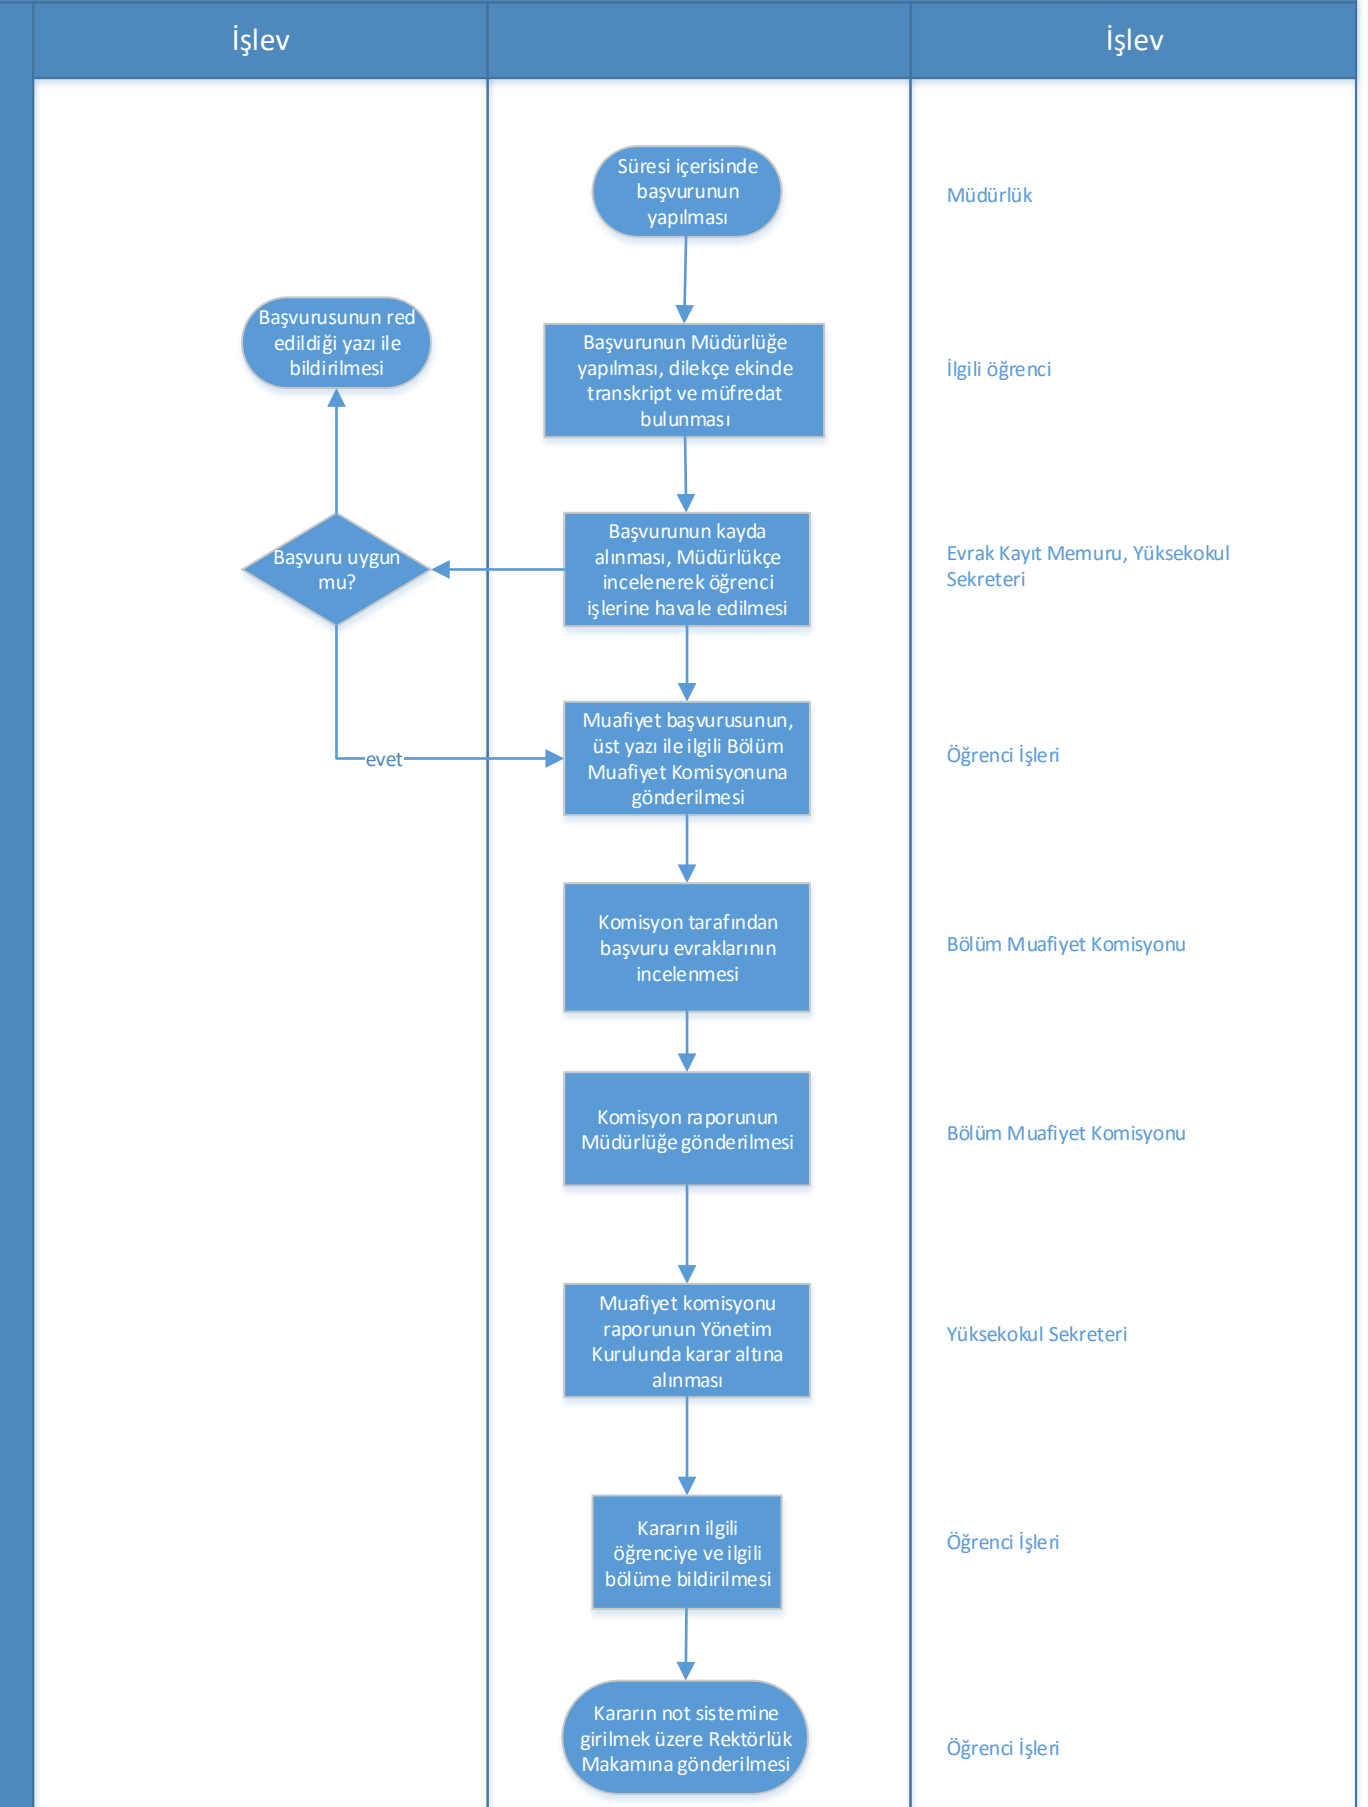 İşlev
İşlev
Süresi içerisinde
başvurunun
yapılması
Müdürlük
Başvurusunun red
edildiği yazı ile
bildirilmesi
Başvurunun Müdürlüğe
yapılması, dilekçe ekinde
transkript ve müfredat
bulunması
İlgili öğrenci
Başvuru uygun
mu?
Başvurunun kayda
alınması, Müdürlükçe
incelenerek öğrenci
işlerine havale edilmesi
Evrak Kayıt Memuru, Yüksekokul
Sekreteri
evet
Muafiyet başvurusunun,
üst yazı ile ilgili Bölüm
Muafiyet Komisyonuna
gönderilmesi
Öğrenci İşleri
Komisyon tarafından
başvuru evraklarının
incelenmesi
Bölüm Muafiyet Komisyonu
Komisyon raporunun
Müdürlüğe gönderilmesi
Bölüm Muafiyet Komisyonu
Muafiyet komisyonu
raporunun Yönetim
Kurulunda karar altına
alınması
Yüksekokul Sekreteri
Kararın ilgili
öğrenciye ve ilgili
bölüme bildirilmesi
Öğrenci İşleri
Kararın not sistemine
girilmek üzere Rektörlük
Makamına gönderilmesi
Öğrenci İşleri